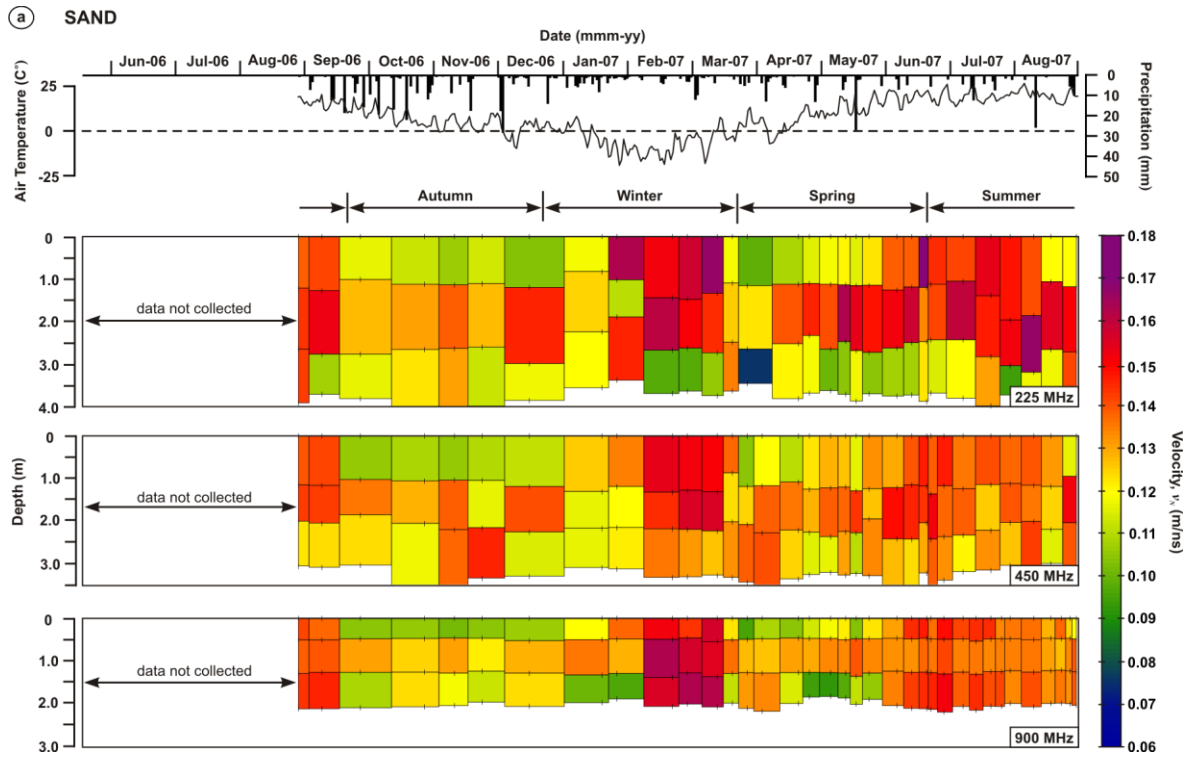 a SAND
Date (mmm-yy)
Jun-06 Jul-06 Aug-06 Sep-06 Oct-06 Nov-06 Dec-06 Jan-07 Feb-07 Mar-07 Apr-07 May-07 Jun-07 Jul-07 Aug-07
Air Temperature (C°)
25
0
-25
Precipitation (mm)
0
10
20
30
40
50
Autumn Winter Spring Summer
Depth (m)
0
1.0
2.0
3.0
4.0
data not collected
225 MHz
0
1.0
2.0
3.0
data not collected
450 MHz
0
1.0
2.0
3.0
data not collected
900 MHz
0.18
0.17
0.16
0.15
0.14
0.13
0.12
0.11
0.10
0.09
0.08
0.07
0.06
Velocity, vₙ (m/ns)